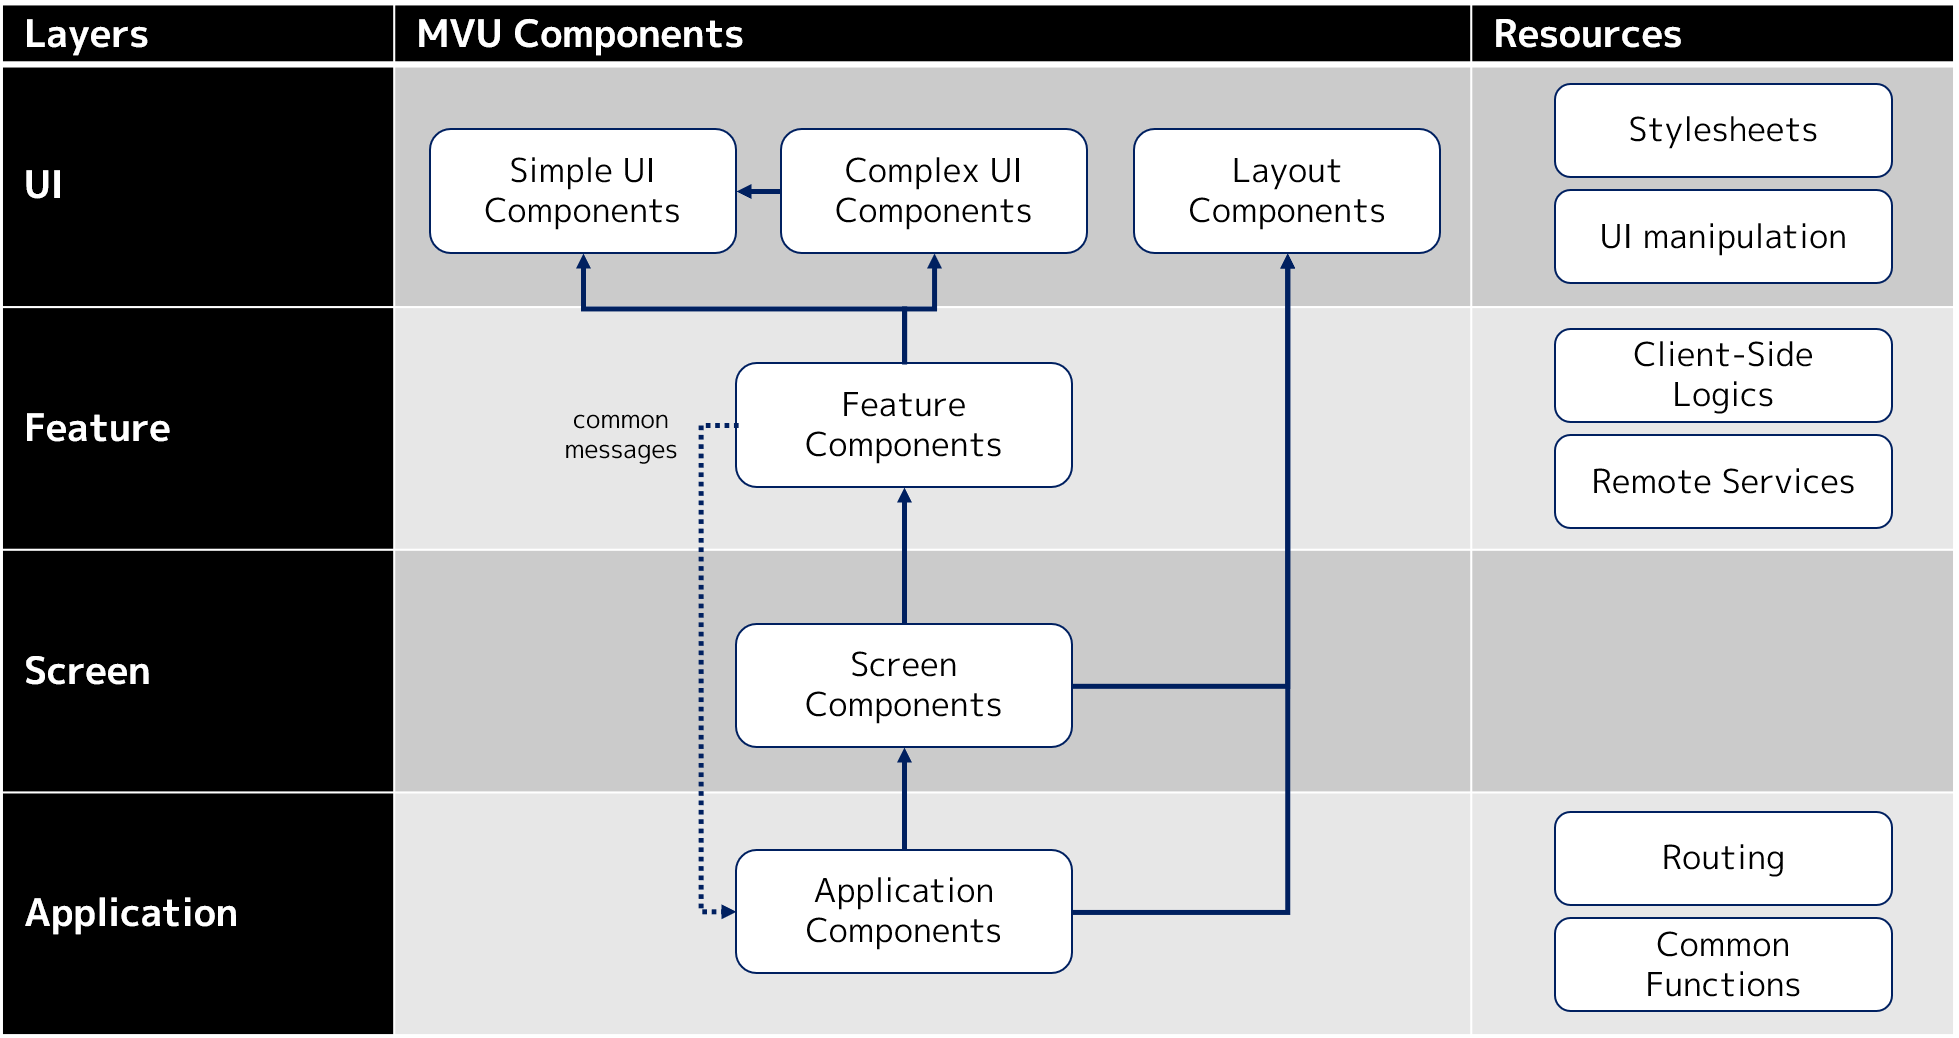 Layers
MVU Components
Resources
UI
Simple UI
Components
Complex UI
Components
Layout
Components
Stylesheets
UI manipulation
Feature
common
messages
Feature
Components
Client-Side
Logics
Remote Services
Screen
Screen
Components
Application
Application
Components
Routing
Common
Functions